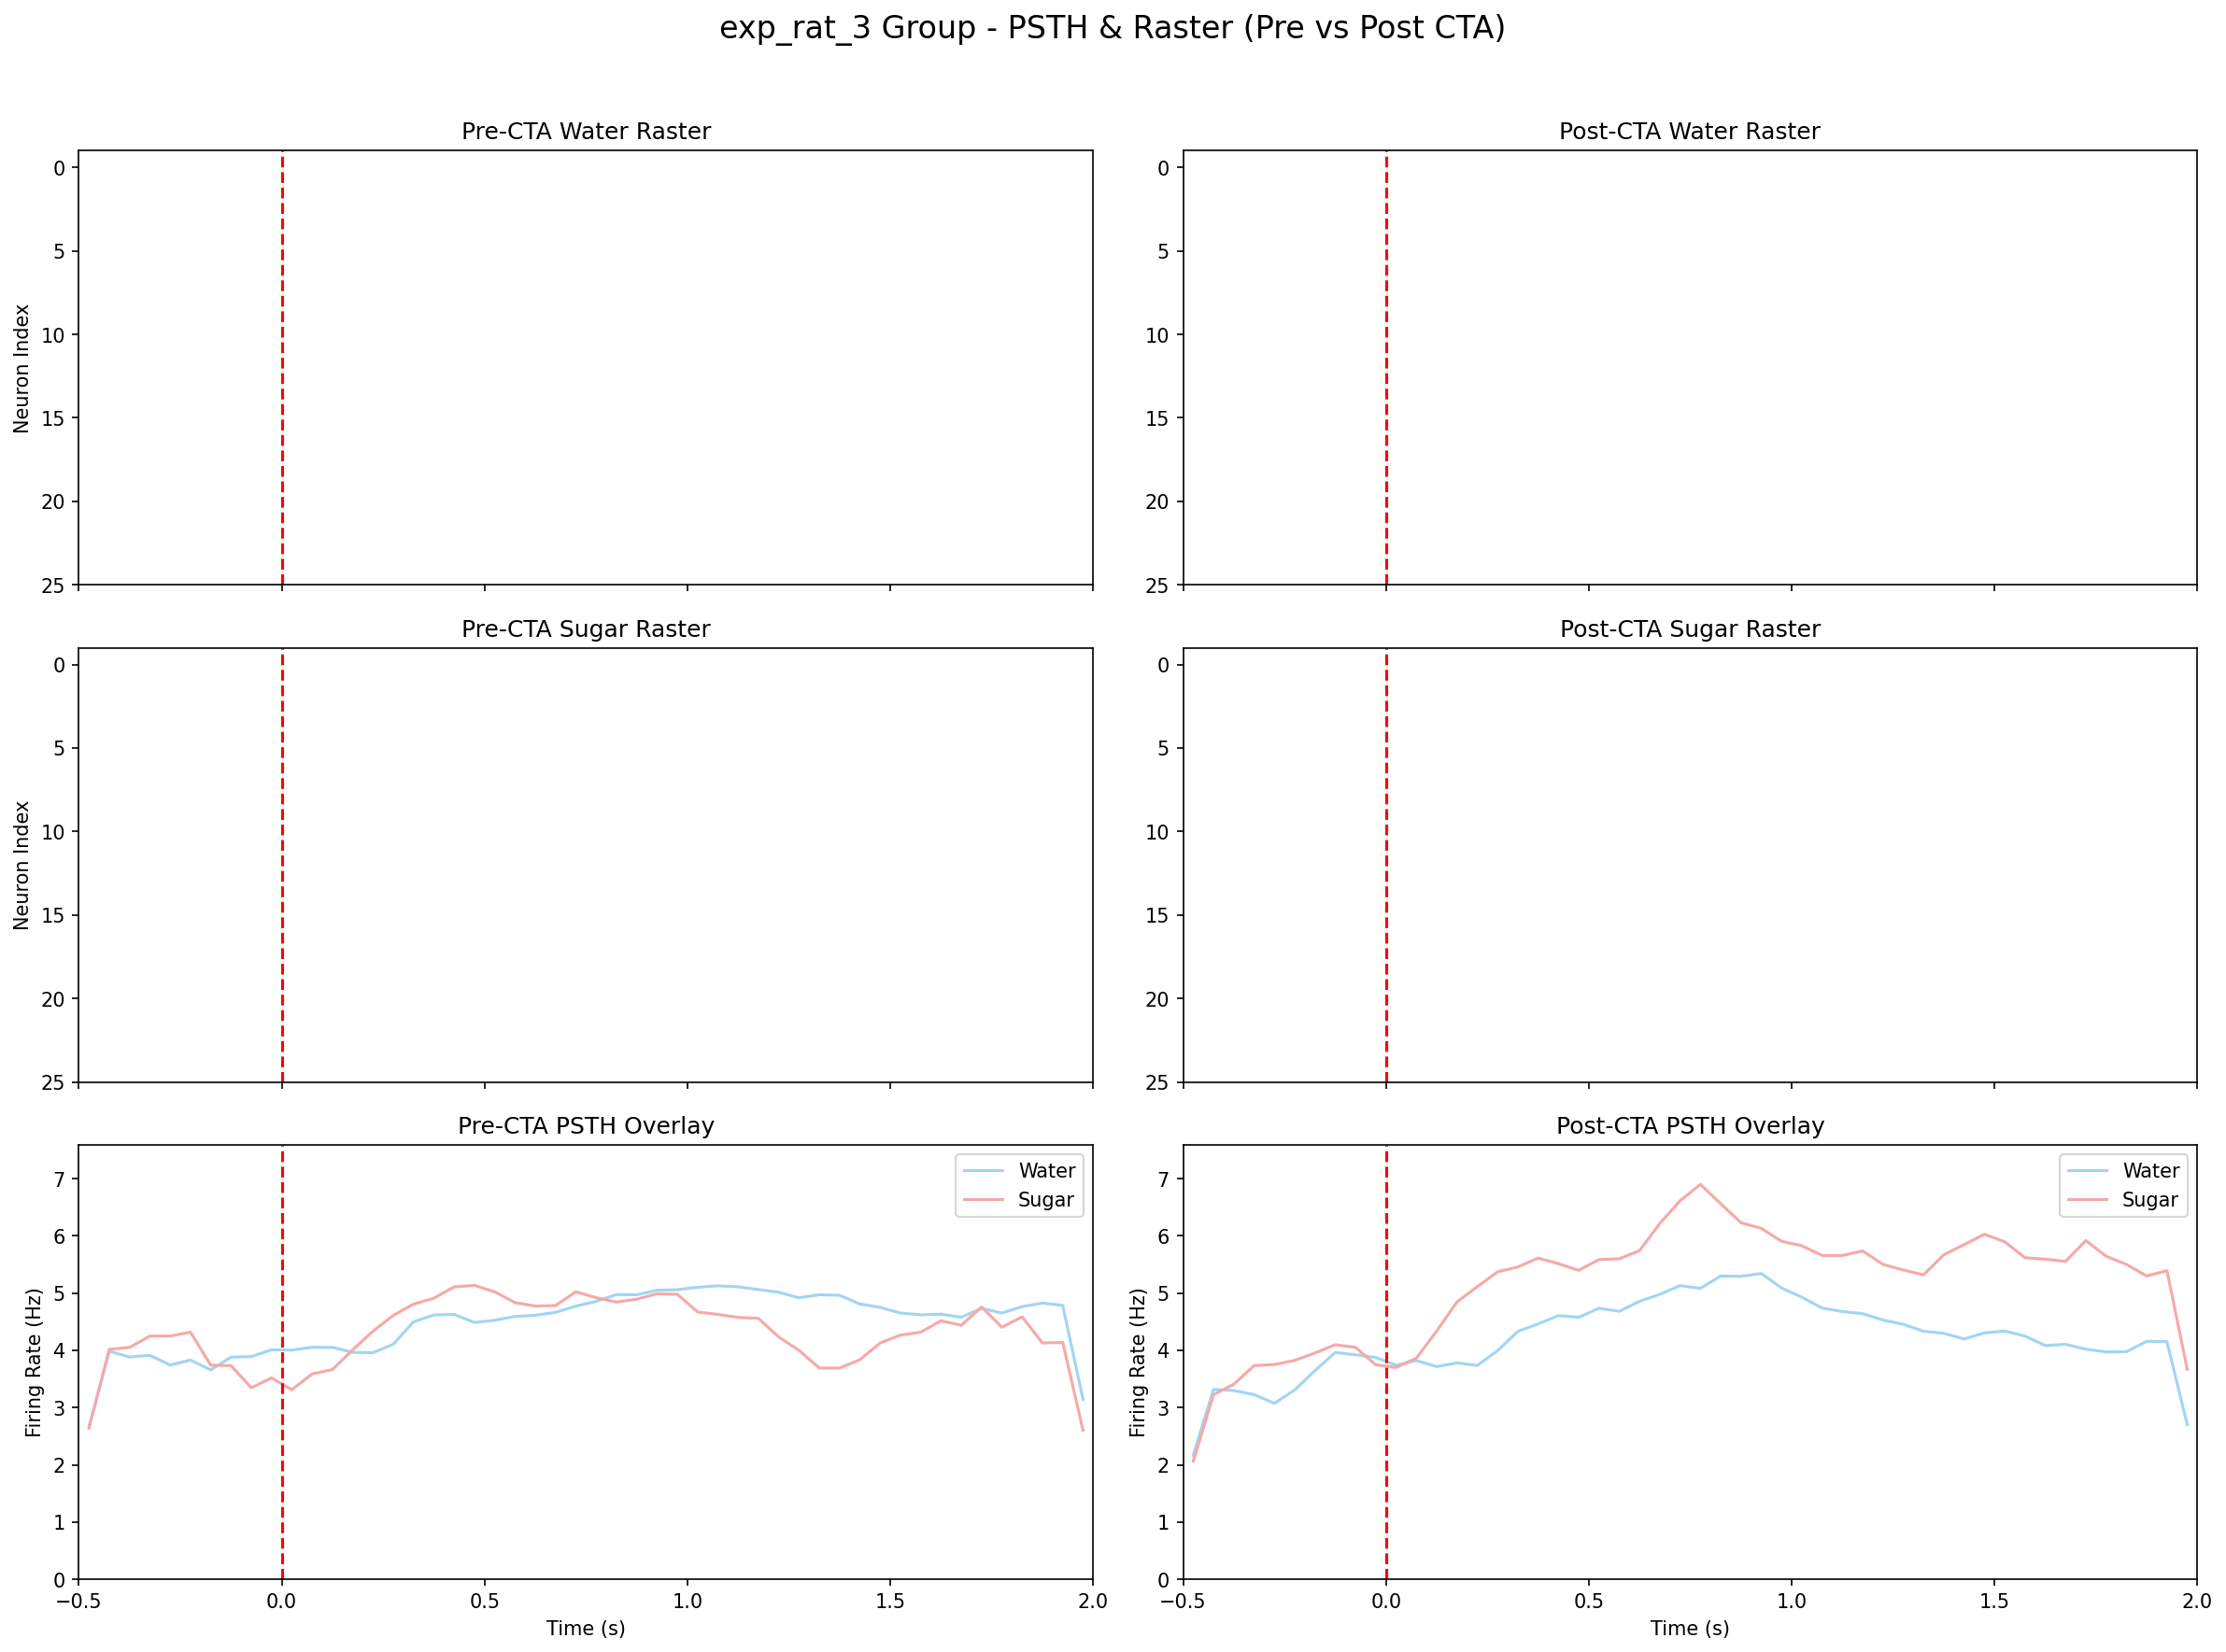 exp_rat_3 Group - PSTH & Raster (Pre vs Post CTA)
Pre-CTA Water Raster
Neuron Index
0
5
10
15
20
25
Post-CTA Water Raster
0
5
10
15
20
25
Pre-CTA Sugar Raster
Neuron Index
0
5
10
15
20
25
Post-CTA Sugar Raster
0
5
10
15
20
25
Pre-CTA PSTH Overlay
Firing Rate (Hz)
7
6
5
4
3
2
1
0
Water
Sugar
−0.5 0.0 0.5 1.0 1.5 2.0
Time (s)
Post-CTA PSTH Overlay
Firing Rate (Hz)
7
6
5
4
3
2
1
0
Water
Sugar
−0.5 0.0 0.5 1.0 1.5 2.0
Time (s)